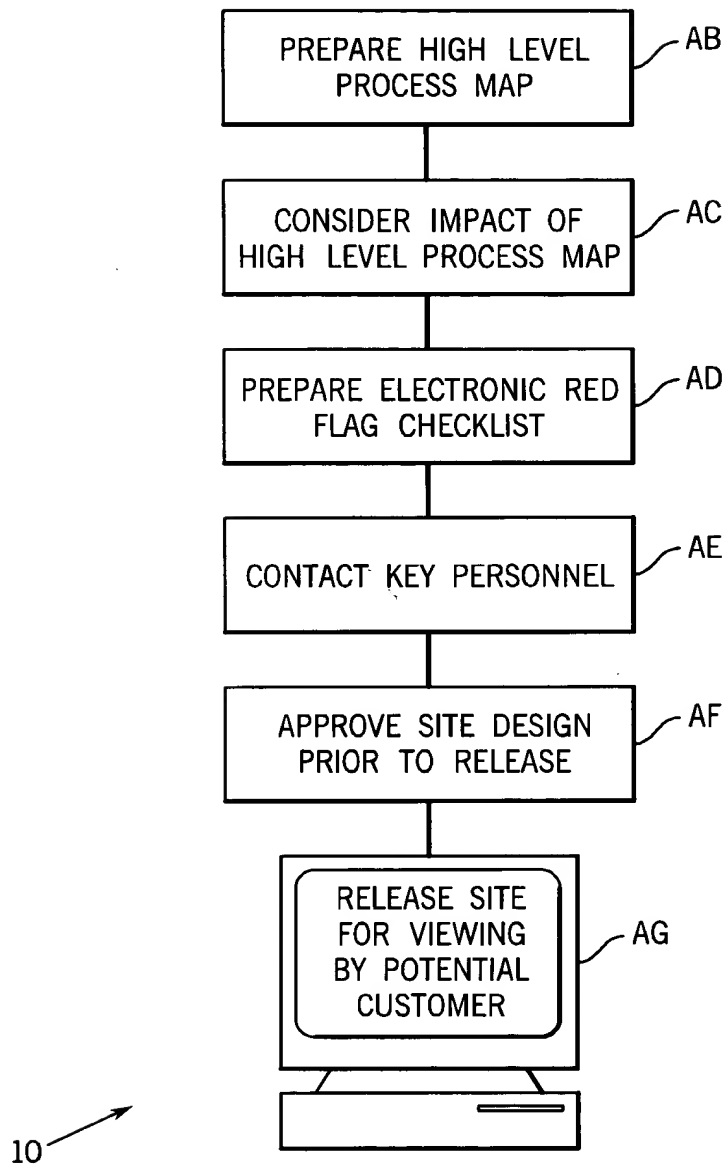 PREPARE HIGH LEVEL
PROCESS MAP
AB
CONSIDER IMPACT OF
HIGH LEVEL PROCESS MAP
AC
PREPARE ELECTRONIC RED
FLAG CHECKLIST
AD
CONTACT KEY PERSONNEL
AE
APPROVE SITE DESIGN
PRIOR TO RELEASE
AF
RELEASE SITE
FOR VIEWING
BY POTENTIAL
CUSTOMER
AG
10